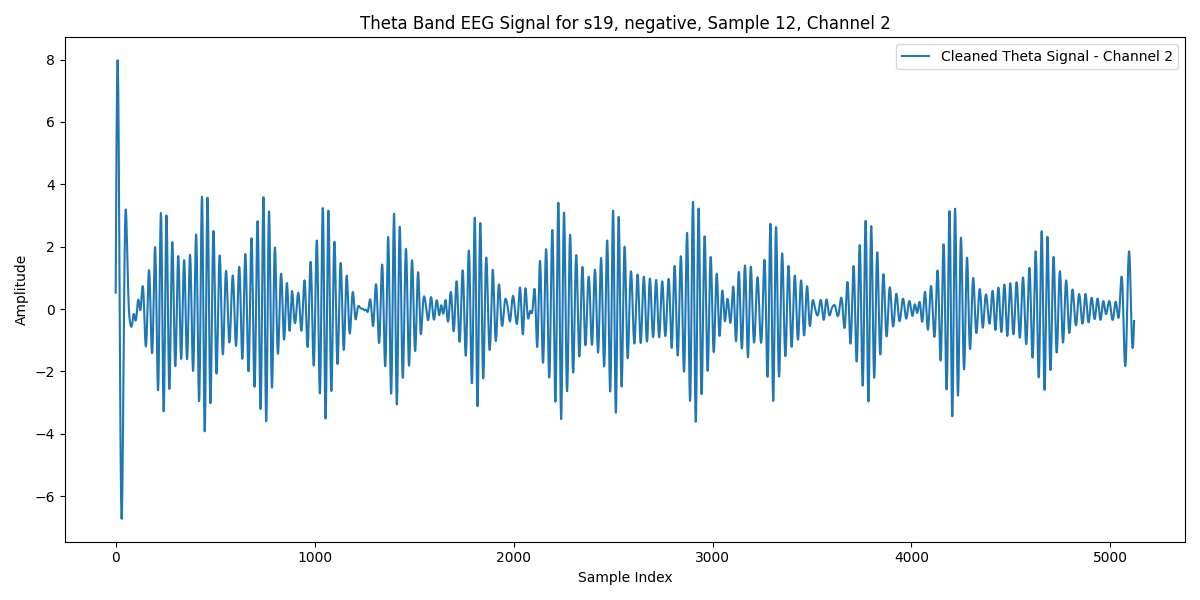 Theta Band EEG Signal for s19, negative, Sample 12, Channel 2
Cleaned Theta Signal - Channel 2
Amplitude
8
6
4
2
0
−2
−4
−6
0 1000 2000 3000 4000 5000
Sample Index